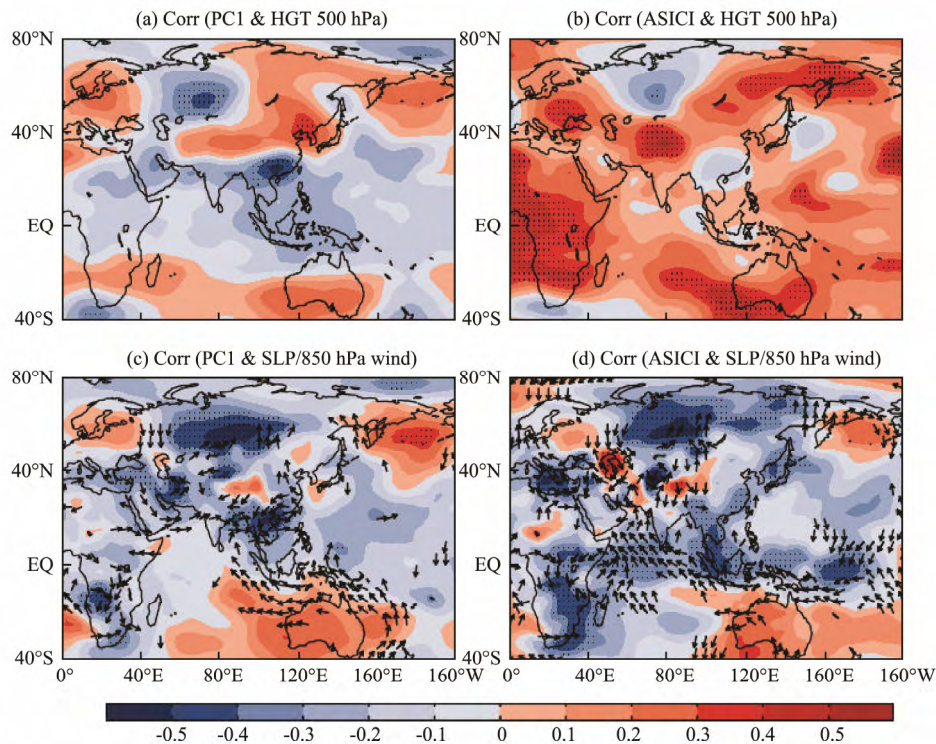 (a) Corr (PC1 & HGT 500 hPa)
(b) Corr (ASICI & HGT 500 hPa)
80°N
80°N
40°N
40°N
EQ
EQ
40°S
40°S
(c) Corr (PC1 & SLP/850 hPa wind)
(d) Corr (ASICI & SLP/850 hPa wind)
80°N
80°N
40°N
40°N
EQ
EQ
40°S
40°S
0° 40°E 80°E 120°E 160°E 160°W
0° 40°E 80°E 120°E 160°E 160°W
-0.5 -0.4 -0.3 -0.2 -0.1 0 0.1 0.2 0.3 0.4 0.5